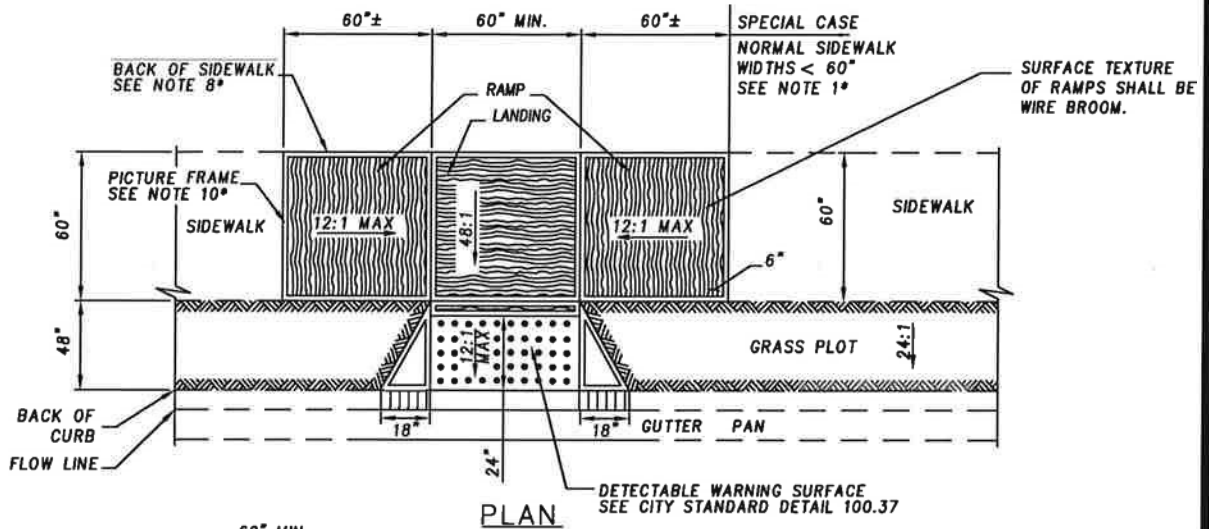 60"± 60" MIN. 60"± SPECIAL CASE
NORMAL SIDEWALK
WIDTHS < 60"
SEE NOTE 1*
BACK OF SIDEWALK
SEE NOTE 8*
RAMP
LANDING
SURFACE TEXTURE
OF RAMPS SHALL BE
WIRE BROOM.
PICTURE FRAME
SEE NOTE 10*
60"
SIDEWALK
12:1 MAX
48:1
12:1 MAX
60"
SIDEWALK
6"
48"
12:1
MAX
GRASS PLOT
24:1
BACK OF
CURB
18"
18"
GUTTER PAN
FLOW LINE
24"
DETECTABLE WARNING SURFACE
SEE CITY STANDARD DETAIL 100.37
PLAN
60" MIN.